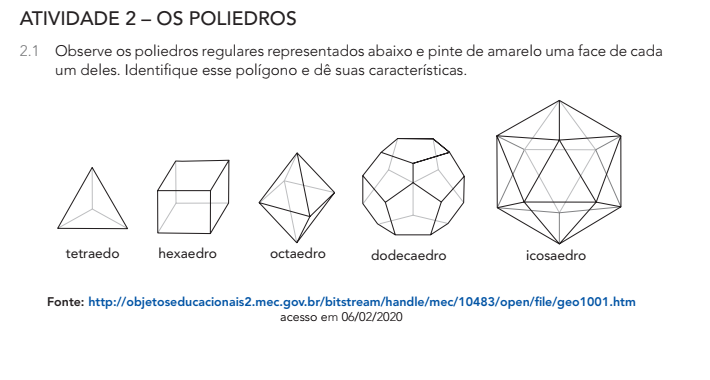 ATIVIDADE 2 – OS POLIEDROS
2.1 Observe os poliedros regulares representados abaixo e pinte de amarelo uma face de cada
um deles. Identifique esse polígono e dê suas características.
tetraedo hexaedro octaedro dodecaedro icosaedro
Fonte: http://objetoseducacionais2.mec.gov.br/bitstream/handle/mec/10483/open/file/geo1001.htm
acesso em 06/02/2020